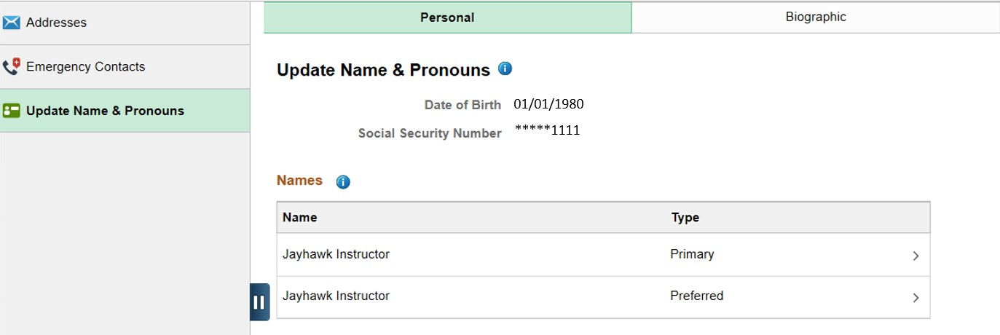 Addresses
Emergency Contacts
Update Name & Pronouns
Personal Biographic
Update Name & Pronouns
Date of Birth 01/01/1980
Social Security Number *****1111
Names
Name Type
Jayhawk Instructor Primary
Jayhawk Instructor Preferred